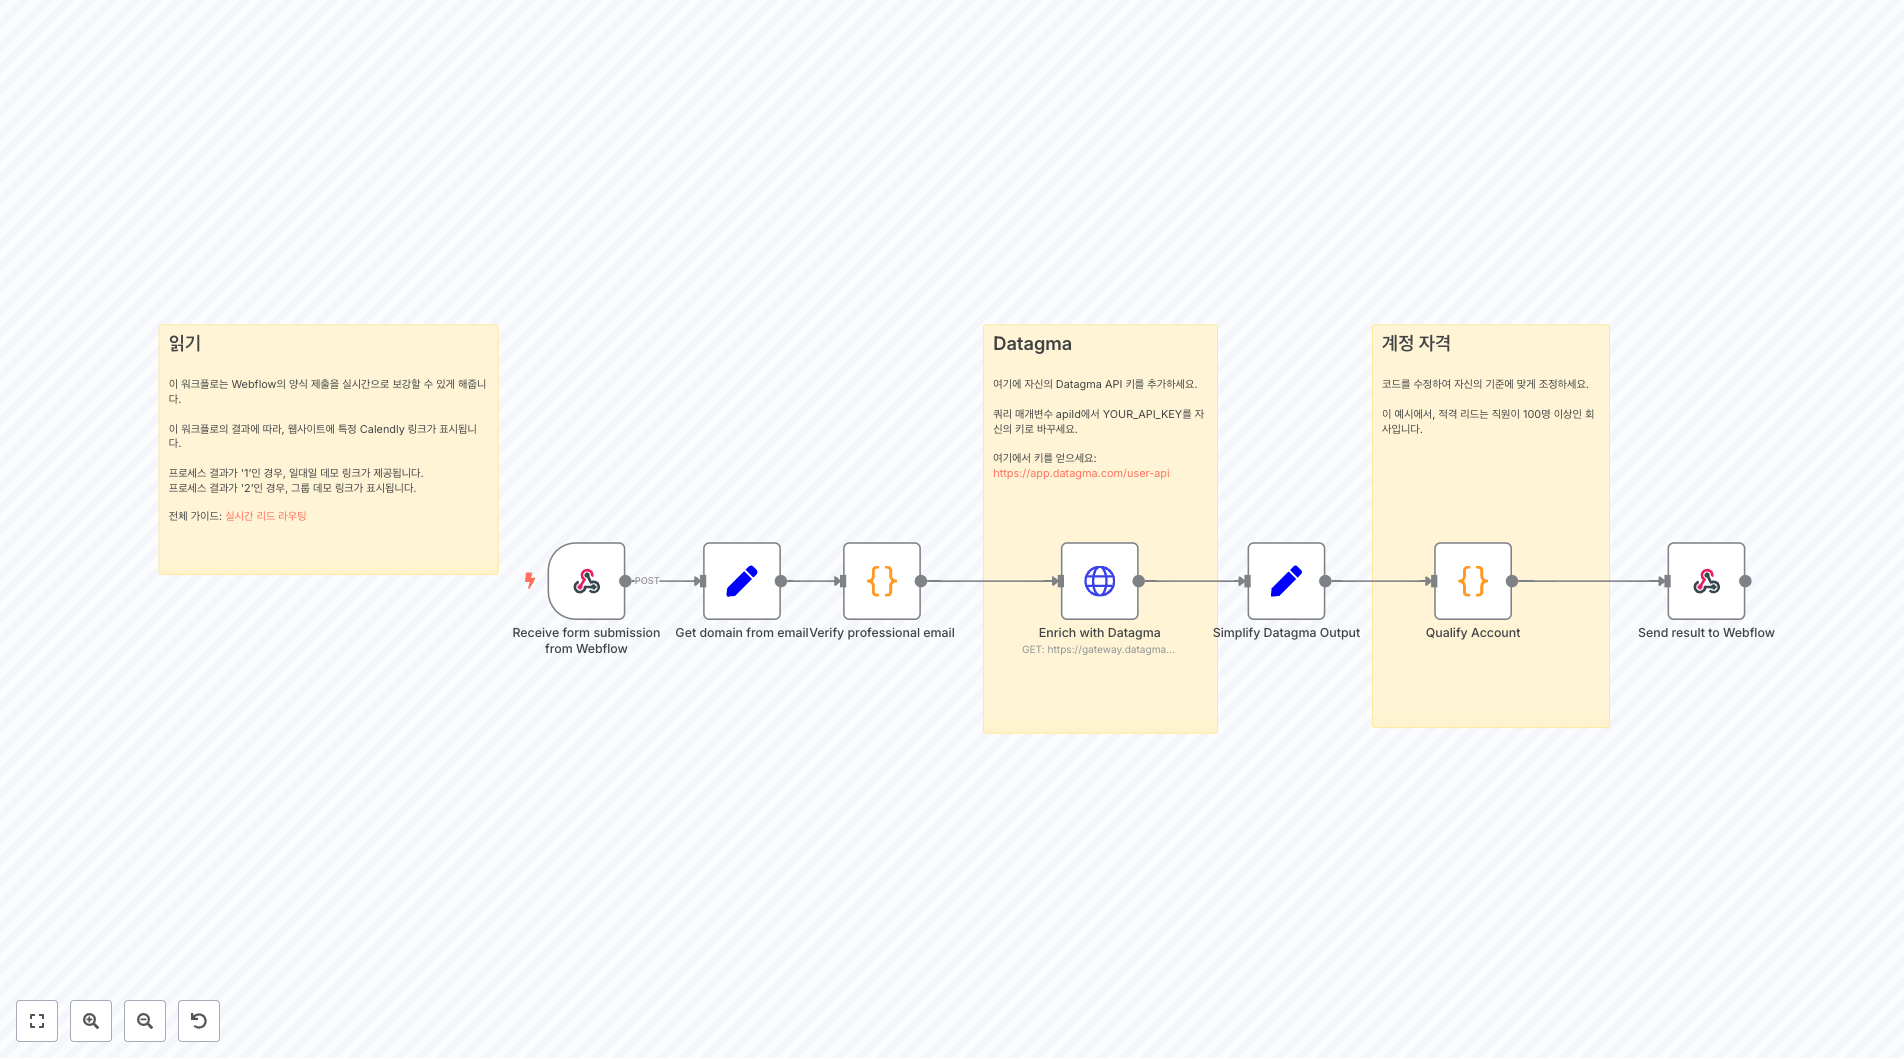 읽기
이 워크플로는 Webflow의 양식 제출을 실시간으로 보강할 수 있게 해줍니
다.
이 워크플로의 결과에 따라, 웹사이트에 특정 Calendly 링크가 표시됩니
다.
프로세스 결과가 '1'인 경우, 일대일 데모 링크가 제공됩니다.
프로세스 결과가 '2'인 경우, 그룹 데모 링크가 표시됩니다.
전체 가이드: 실시간 리드 라우팅
Datagma
여기에 자신의 Datagma API 키를 추가하세요.
쿼리 매개변수 apiId에서 YOUR_API_KEY를 자
신의 키로 바꾸세요.
여기에서 키를 얻으세요:
https://app.datagma.com/user-api
계정 자격
코드를 수정하여 자신의 기준에 맞게 조정하세요.
이 예시에서, 적격 리드는 직원이 100명 이상인 회
사입니다.
POST
Receive form submission
from Webflow
Get domain from email
Verify professional email
Enrich with Datagma
GET: https://gateway.datagma...
Simplify Datagma Output
Qualify Account
Send result to Webflow